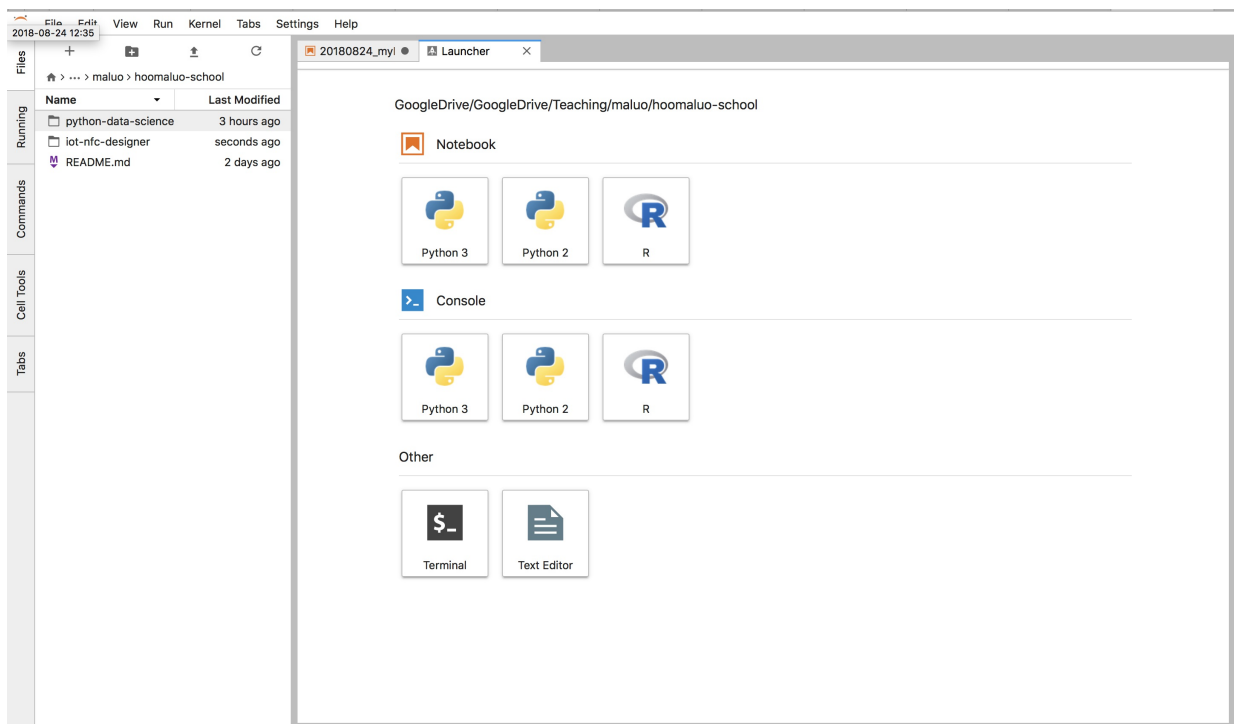 File Edit View Run Kernel Tabs Settings Help
2018-08-24 12:35
20180824_myl
Launcher
Files
Running
Commands
Cell Tools
Tabs
> ... > maluo > hoomaluo-school
Name Last Modified
python-data-science 3 hours ago
iot-nfc-designer seconds ago
M README.md 2 days ago
GoogleDrive/GoogleDrive/Teaching/maluo/hoomaluo-school
Notebook
Python 3 Python 2 R
>_ Console
Python 3 Python 2 R
Other
$_
Terminal Text Editor